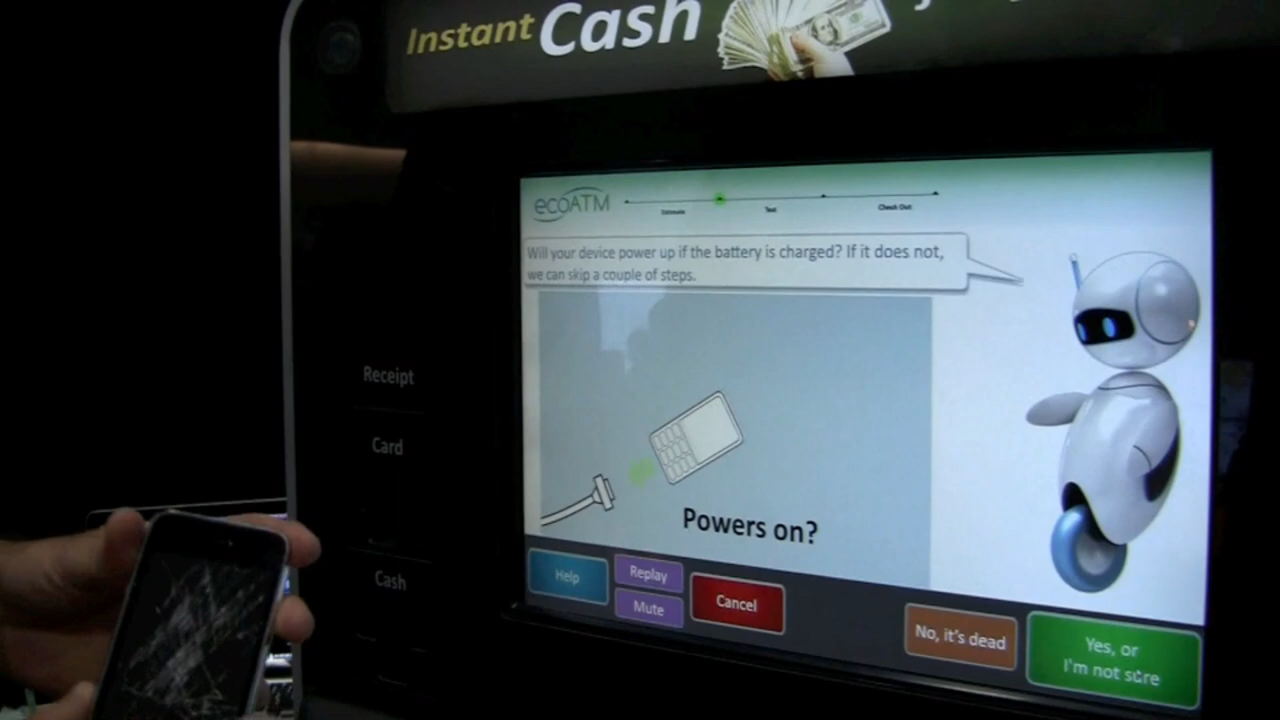 Instant Cash
ecoATM
Estimate
Test
Check Out
Will your device power up if the battery is charged? If it does not,
we can skip a couple of steps.
Receipt
Card
Cash
Powers on?
Help
Replay
Mute
Cancel
No, it's dead
Yes, or
I'm not sure